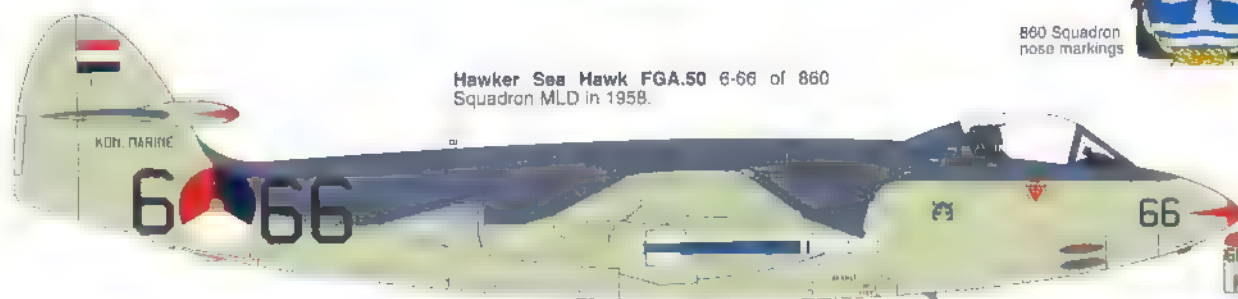 860 Squadron
nose markings
Hawker Sea Hawk FGA.50 6-66 of 860
Squadron MLD in 1958.
KON. MARINE
6 66
66